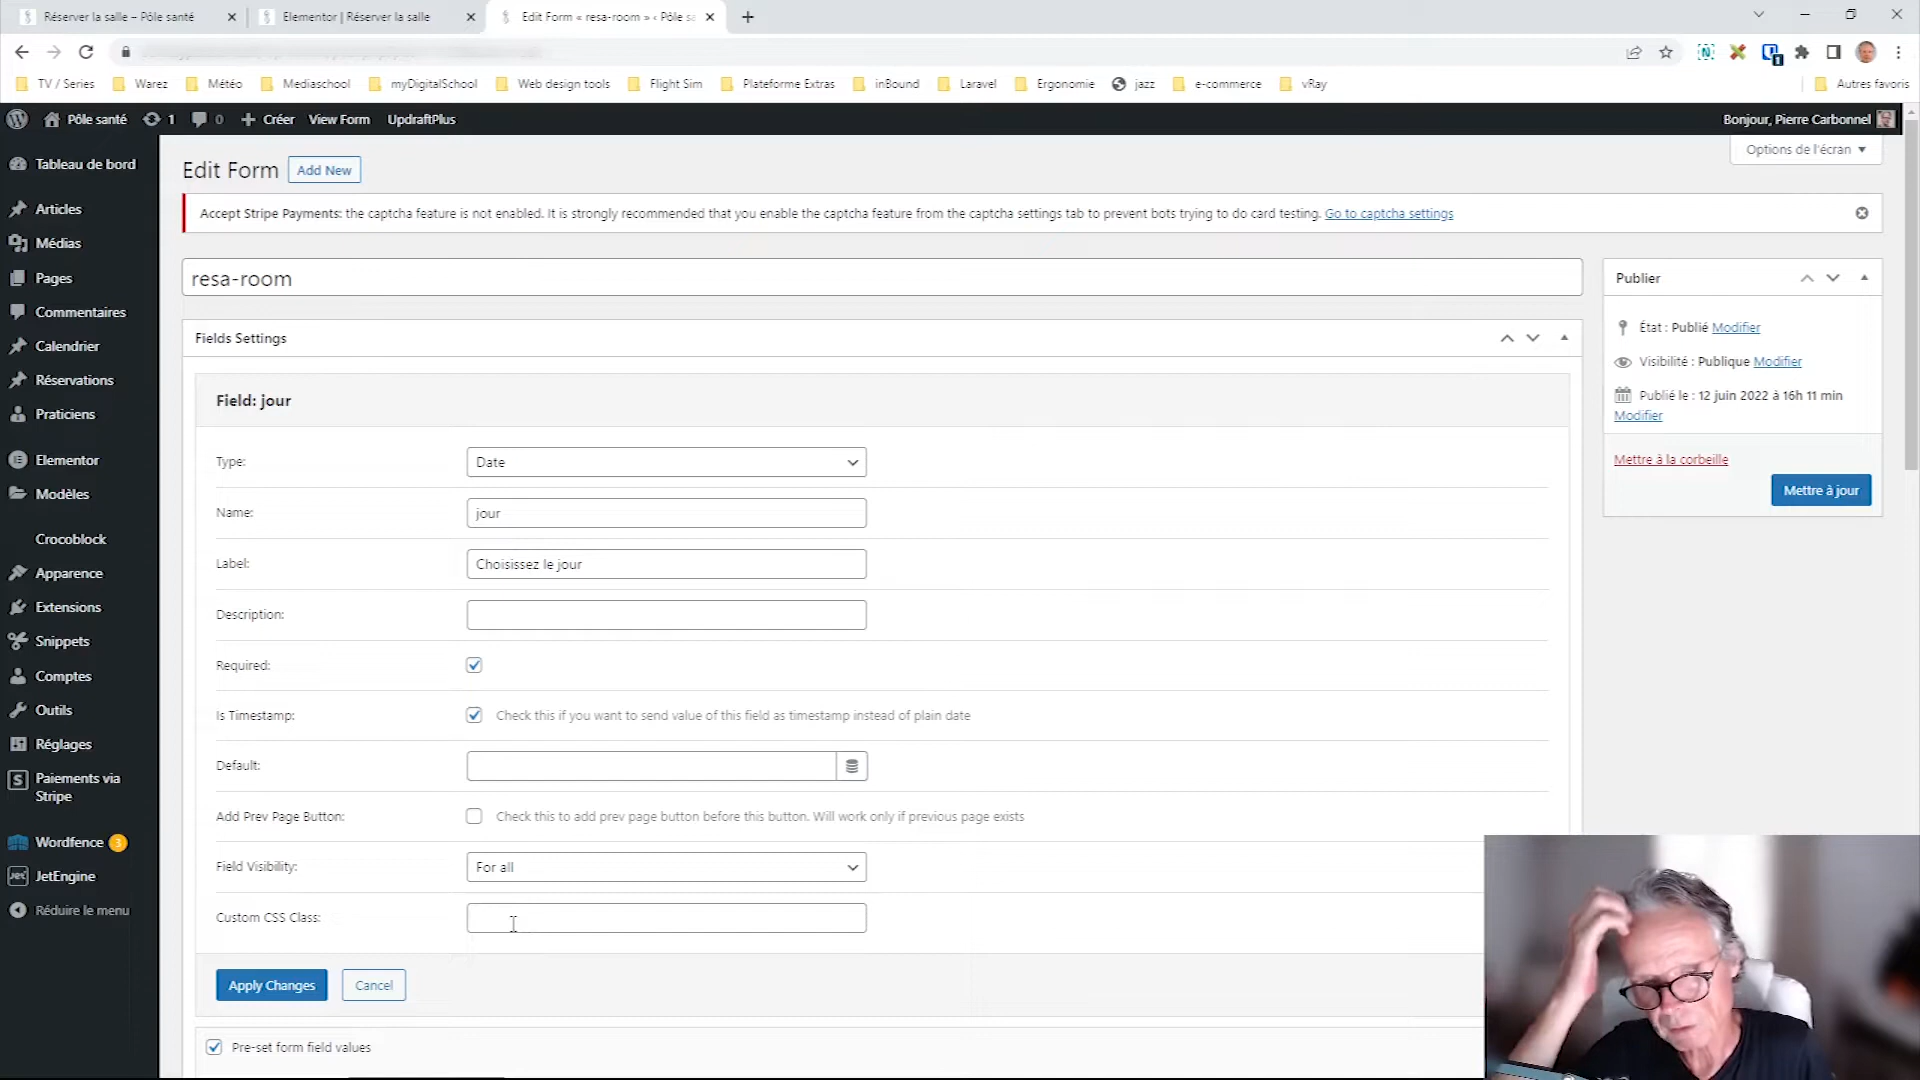 Réserver la salle – Pôle santé
Elementor | Réserver la salle
Edit Form « resa-room » ‹ Pôle sa
TV / Series
Warez
Météo
Mediaschool
myDigitalSchool
Web design tools
Flight Sim
Plateforme Extras
inBound
Laravel
Ergonomie
jazz
e-commerce
vRay
Autres favoris
Pôle santé
1
0
Créer
View Form
UpdraftPlus
Bonjour, Pierre Carbonnel
Tableau de bord
Articles
Médias
Pages
Commentaires
Calendrier
Réservations
Praticiens
Elementor
Modèles
Crocoblock
Apparence
Extensions
Snippets
Comptes
Outils
Réglages
Paiements via
Stripe
Wordfence 3
JetEngine
Réduire le menu
Edit Form
Add New
Options de l'écran
Accept Stripe Payments: the captcha feature is not enabled. It is strongly recommended that you enable the captcha feature from the captcha settings tab to prevent bots trying to do card testing. Go to captcha settings
resa-room
Fields Settings
Field: jour
Type:
Date
Name:
jour
Label:
Choisissez le jour
Description:
Required:
Is Timestamp:
Check this if you want to send value of this field as timestamp instead of plain date
Default:
Add Prev Page Button:
Check this to add prev page button before this button. Will work only if previous page exists
Field Visibility:
For all
Custom CSS Class:
Apply Changes
Cancel
Pre-set form field values
Publier
État : Publié Modifier
Visibilité : Publique Modifier
Publié le : 12 juin 2022 à 16h 11 min
Modifier
Mettre à la corbeille
Mettre à jour